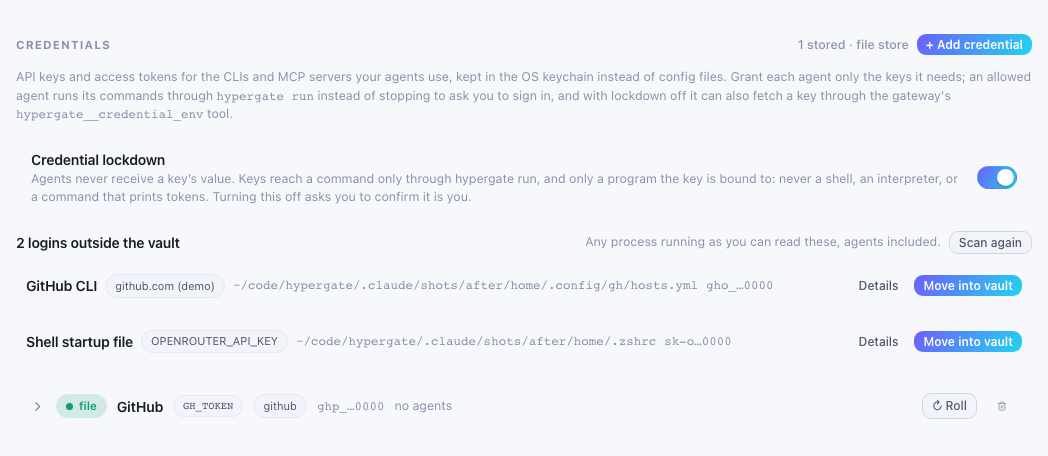 CREDENTIALS
1 stored · file store
+ Add credential
API keys and access tokens for the CLIs and MCP servers your agents use, kept in the OS keychain instead of config files. Grant each agent only the keys it needs; an allowed
agent runs its commands through hypergate run instead of stopping to ask you to sign in, and with lockdown off it can also fetch a key through the gateway's
hypergate__credential_env tool.
Credential lockdown
Agents never receive a key's value. Keys reach a command only through hypergate run, and only a program the key is bound to: never a shell, an interpreter, or
a command that prints tokens. Turning this off asks you to confirm it is you.
2 logins outside the vault
Any process running as you can read these, agents included.
Scan again
GitHub CLI github.com (demo) ~/code/hypergate/.claude/shots/after/home/.config/gh/hosts.yml gho_…0000 Details Move into vault
Shell startup file OPENROUTER_API_KEY ~/code/hypergate/.claude/shots/after/home/.zshrc sk-o…0000 Details Move into vault
file GitHub GH_TOKEN github ghp_…0000 no agents Roll